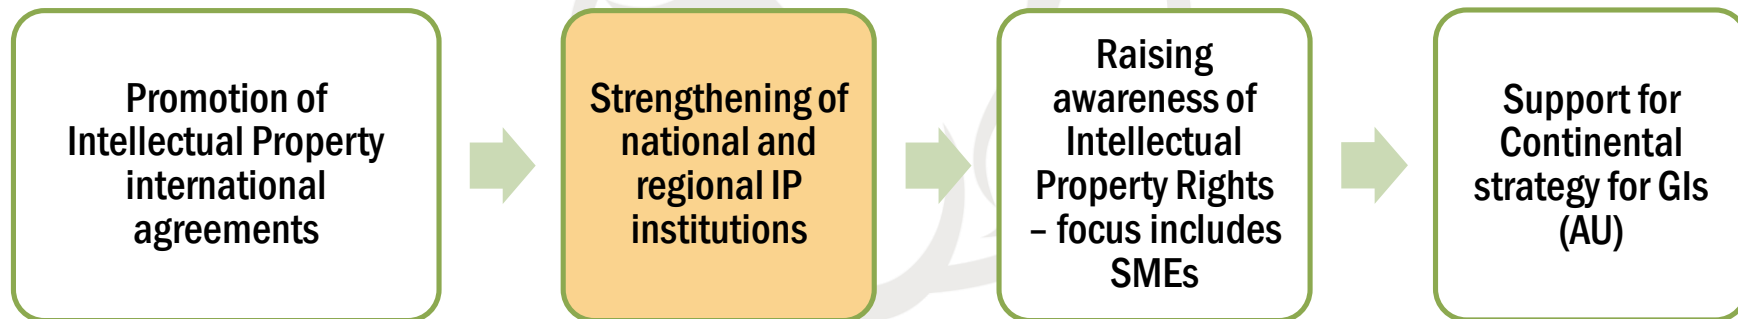 Promotion of
Intellectual Property
international
agreements
Strengthening of
national and
regional IP
institutions
Raising
awareness of
Intellectual
Property Rights
– focus includes
SMEs
Support for
Continental
strategy for GIs
(AU)